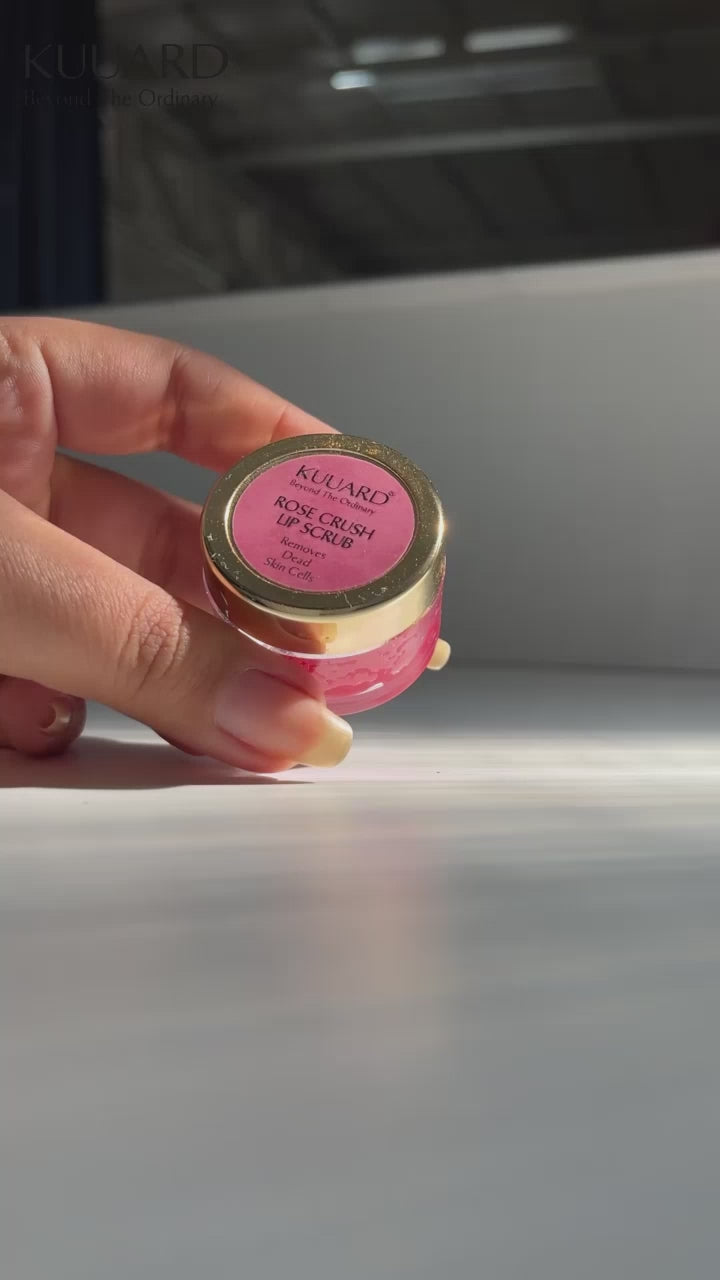 KUUARD
Beyond The Ordinary
KUUARD®
Beyond The Ordinary
ROSE CRUSH
LIP SCRUB
Removes
Dead
Skin Cells